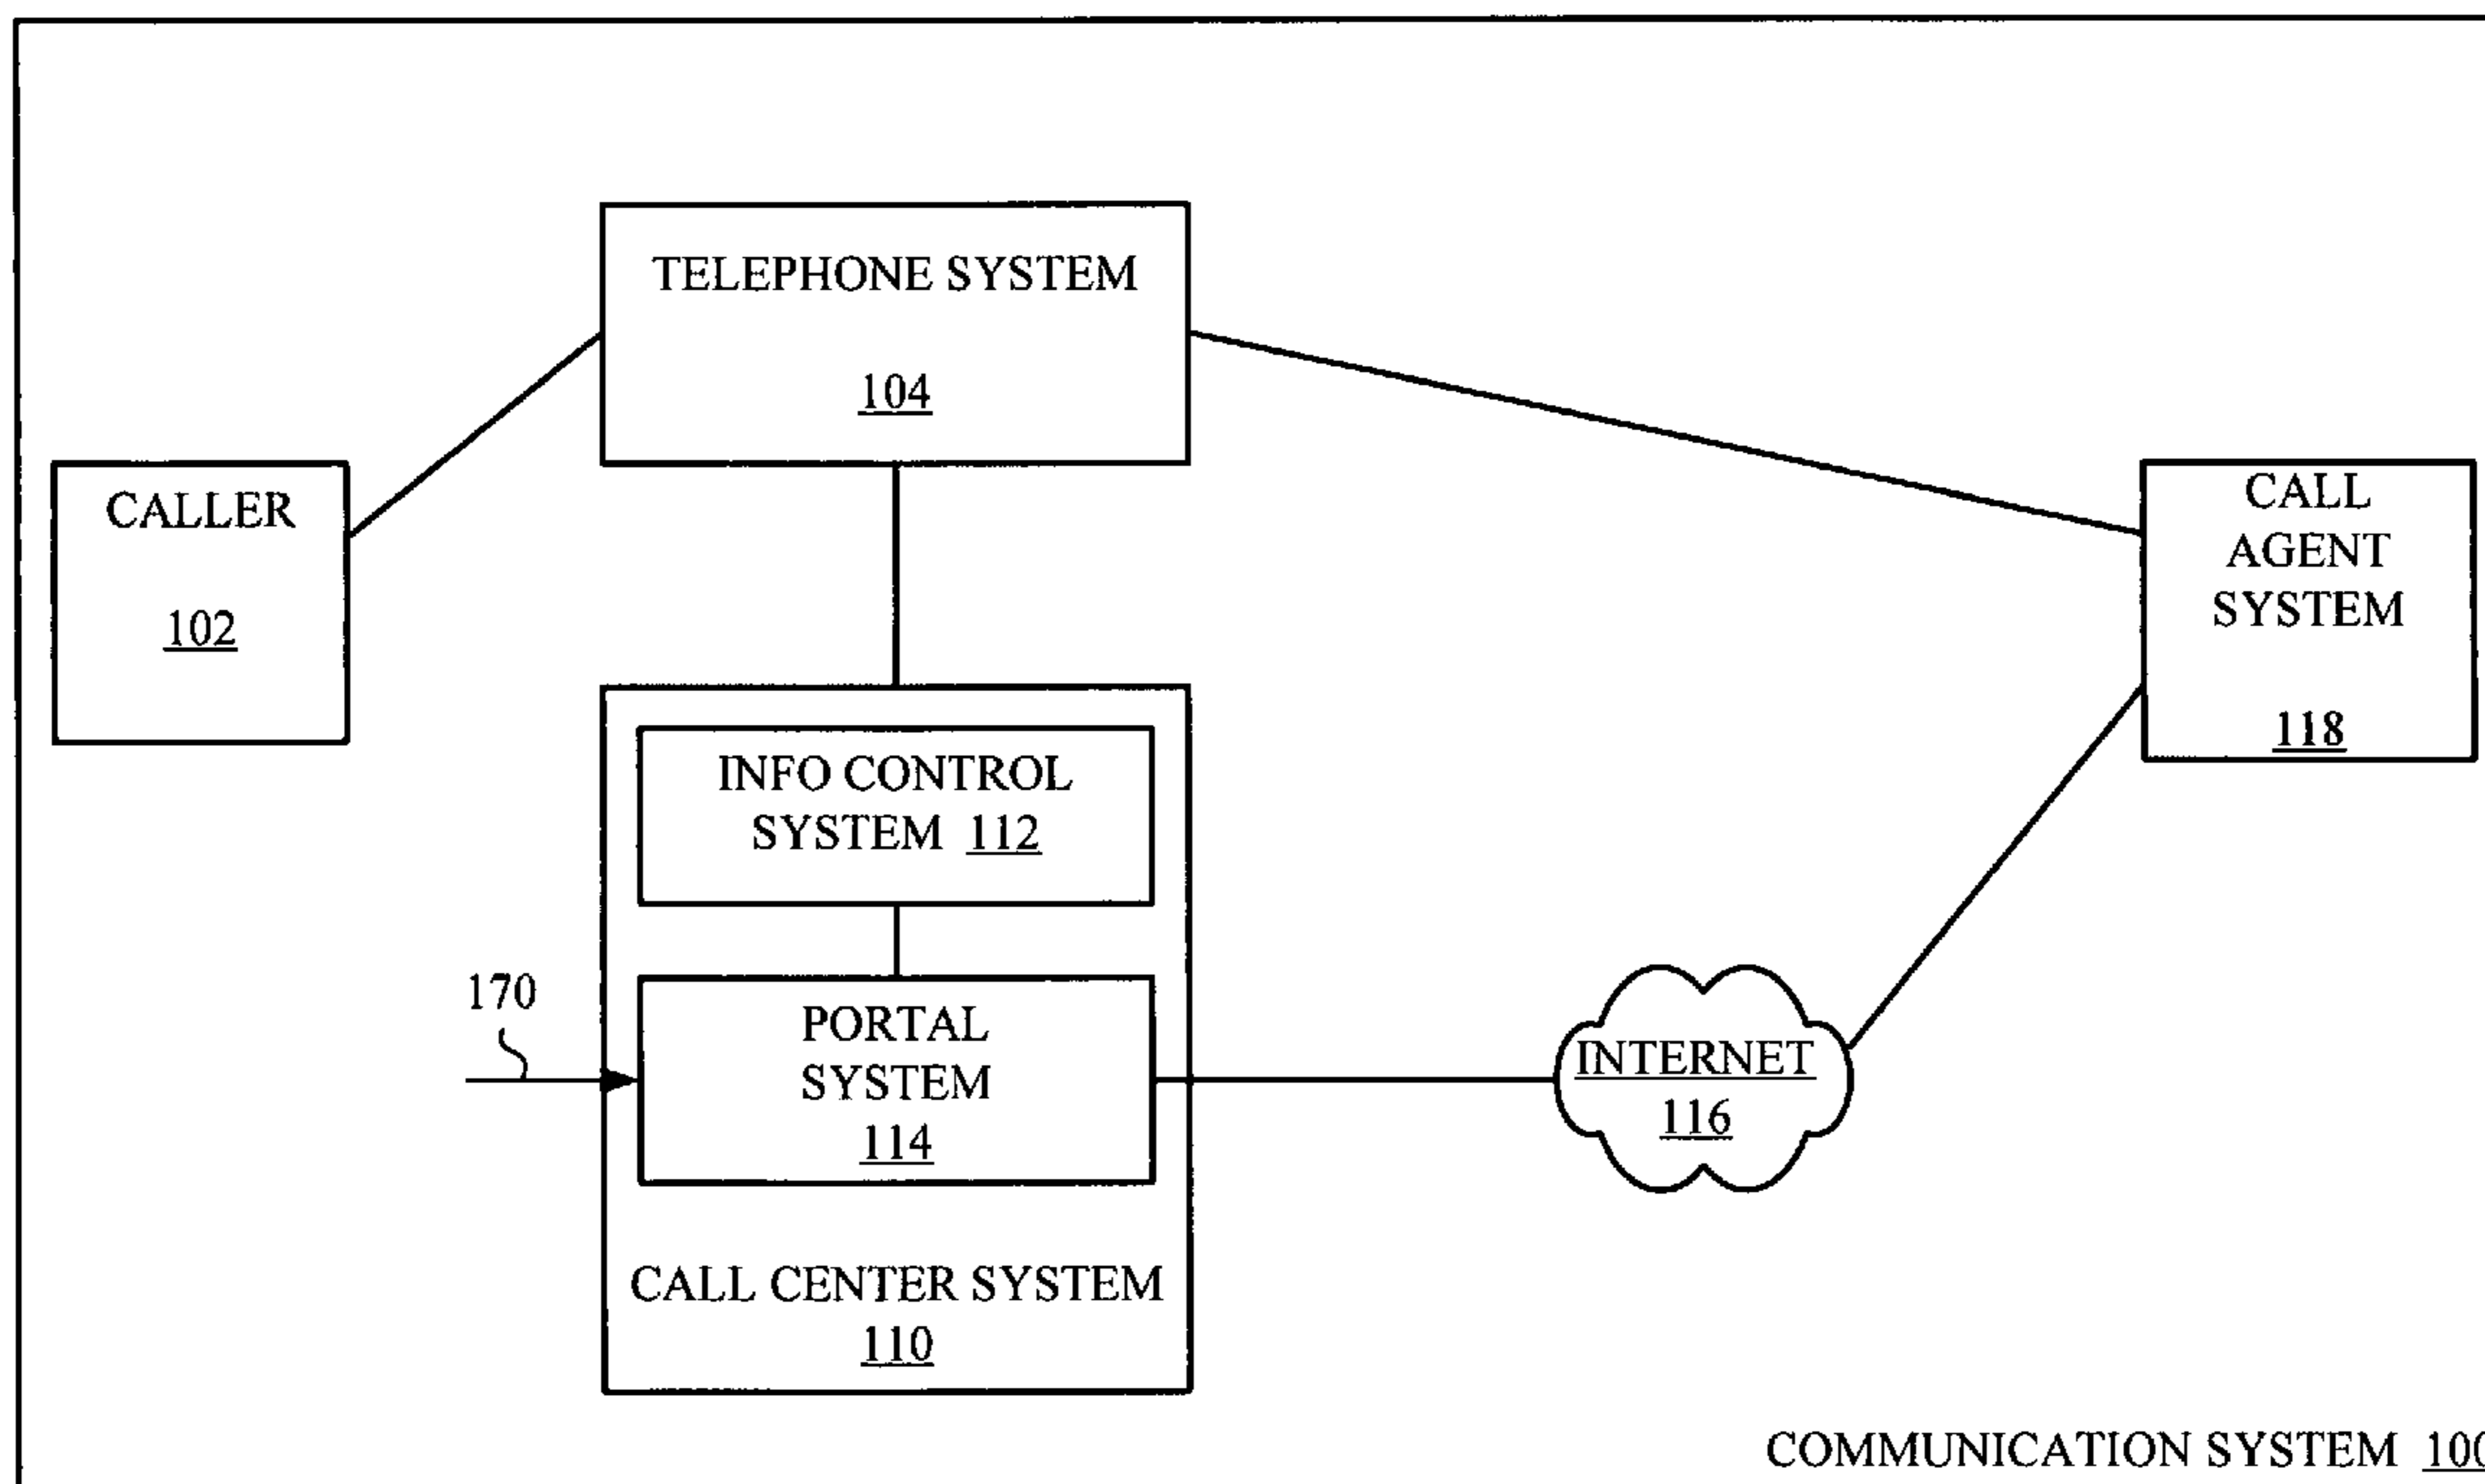 TELEPHONE SYSTEM
104
CALLER
102
CALL
AGENT
SYSTEM
118
INFO CONTROL
SYSTEM 112
170
PORTAL
SYSTEM
114
INTERNET
116
CALL CENTER SYSTEM
110
COMMUNICATION SYSTEM 100